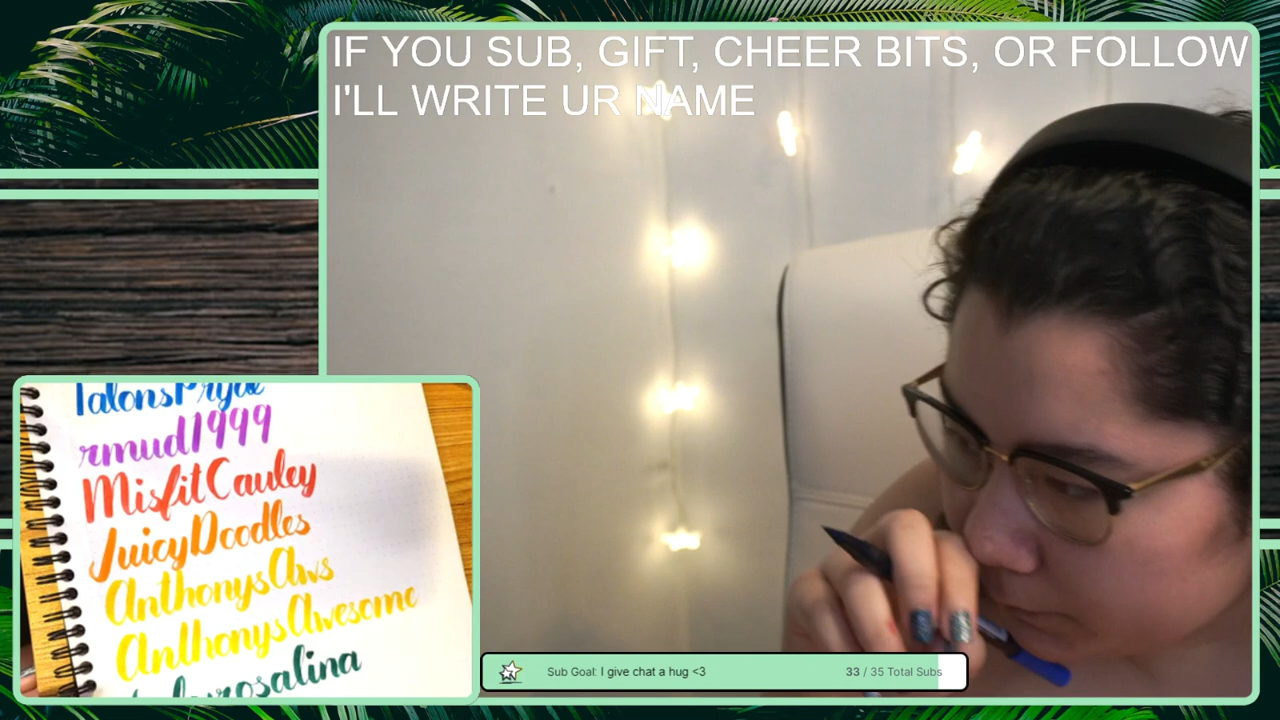 IF YOU SUB, GIFT, CHEER BITS, OR FOLLOW
I'LL WRITE UR NAME
rmud1999
MisfitCauley
JuicyDoodles
AnthonysAws
AnthonysAwesome
Sub Goal: I give chat a hug <3
33 / 35 Total Subs